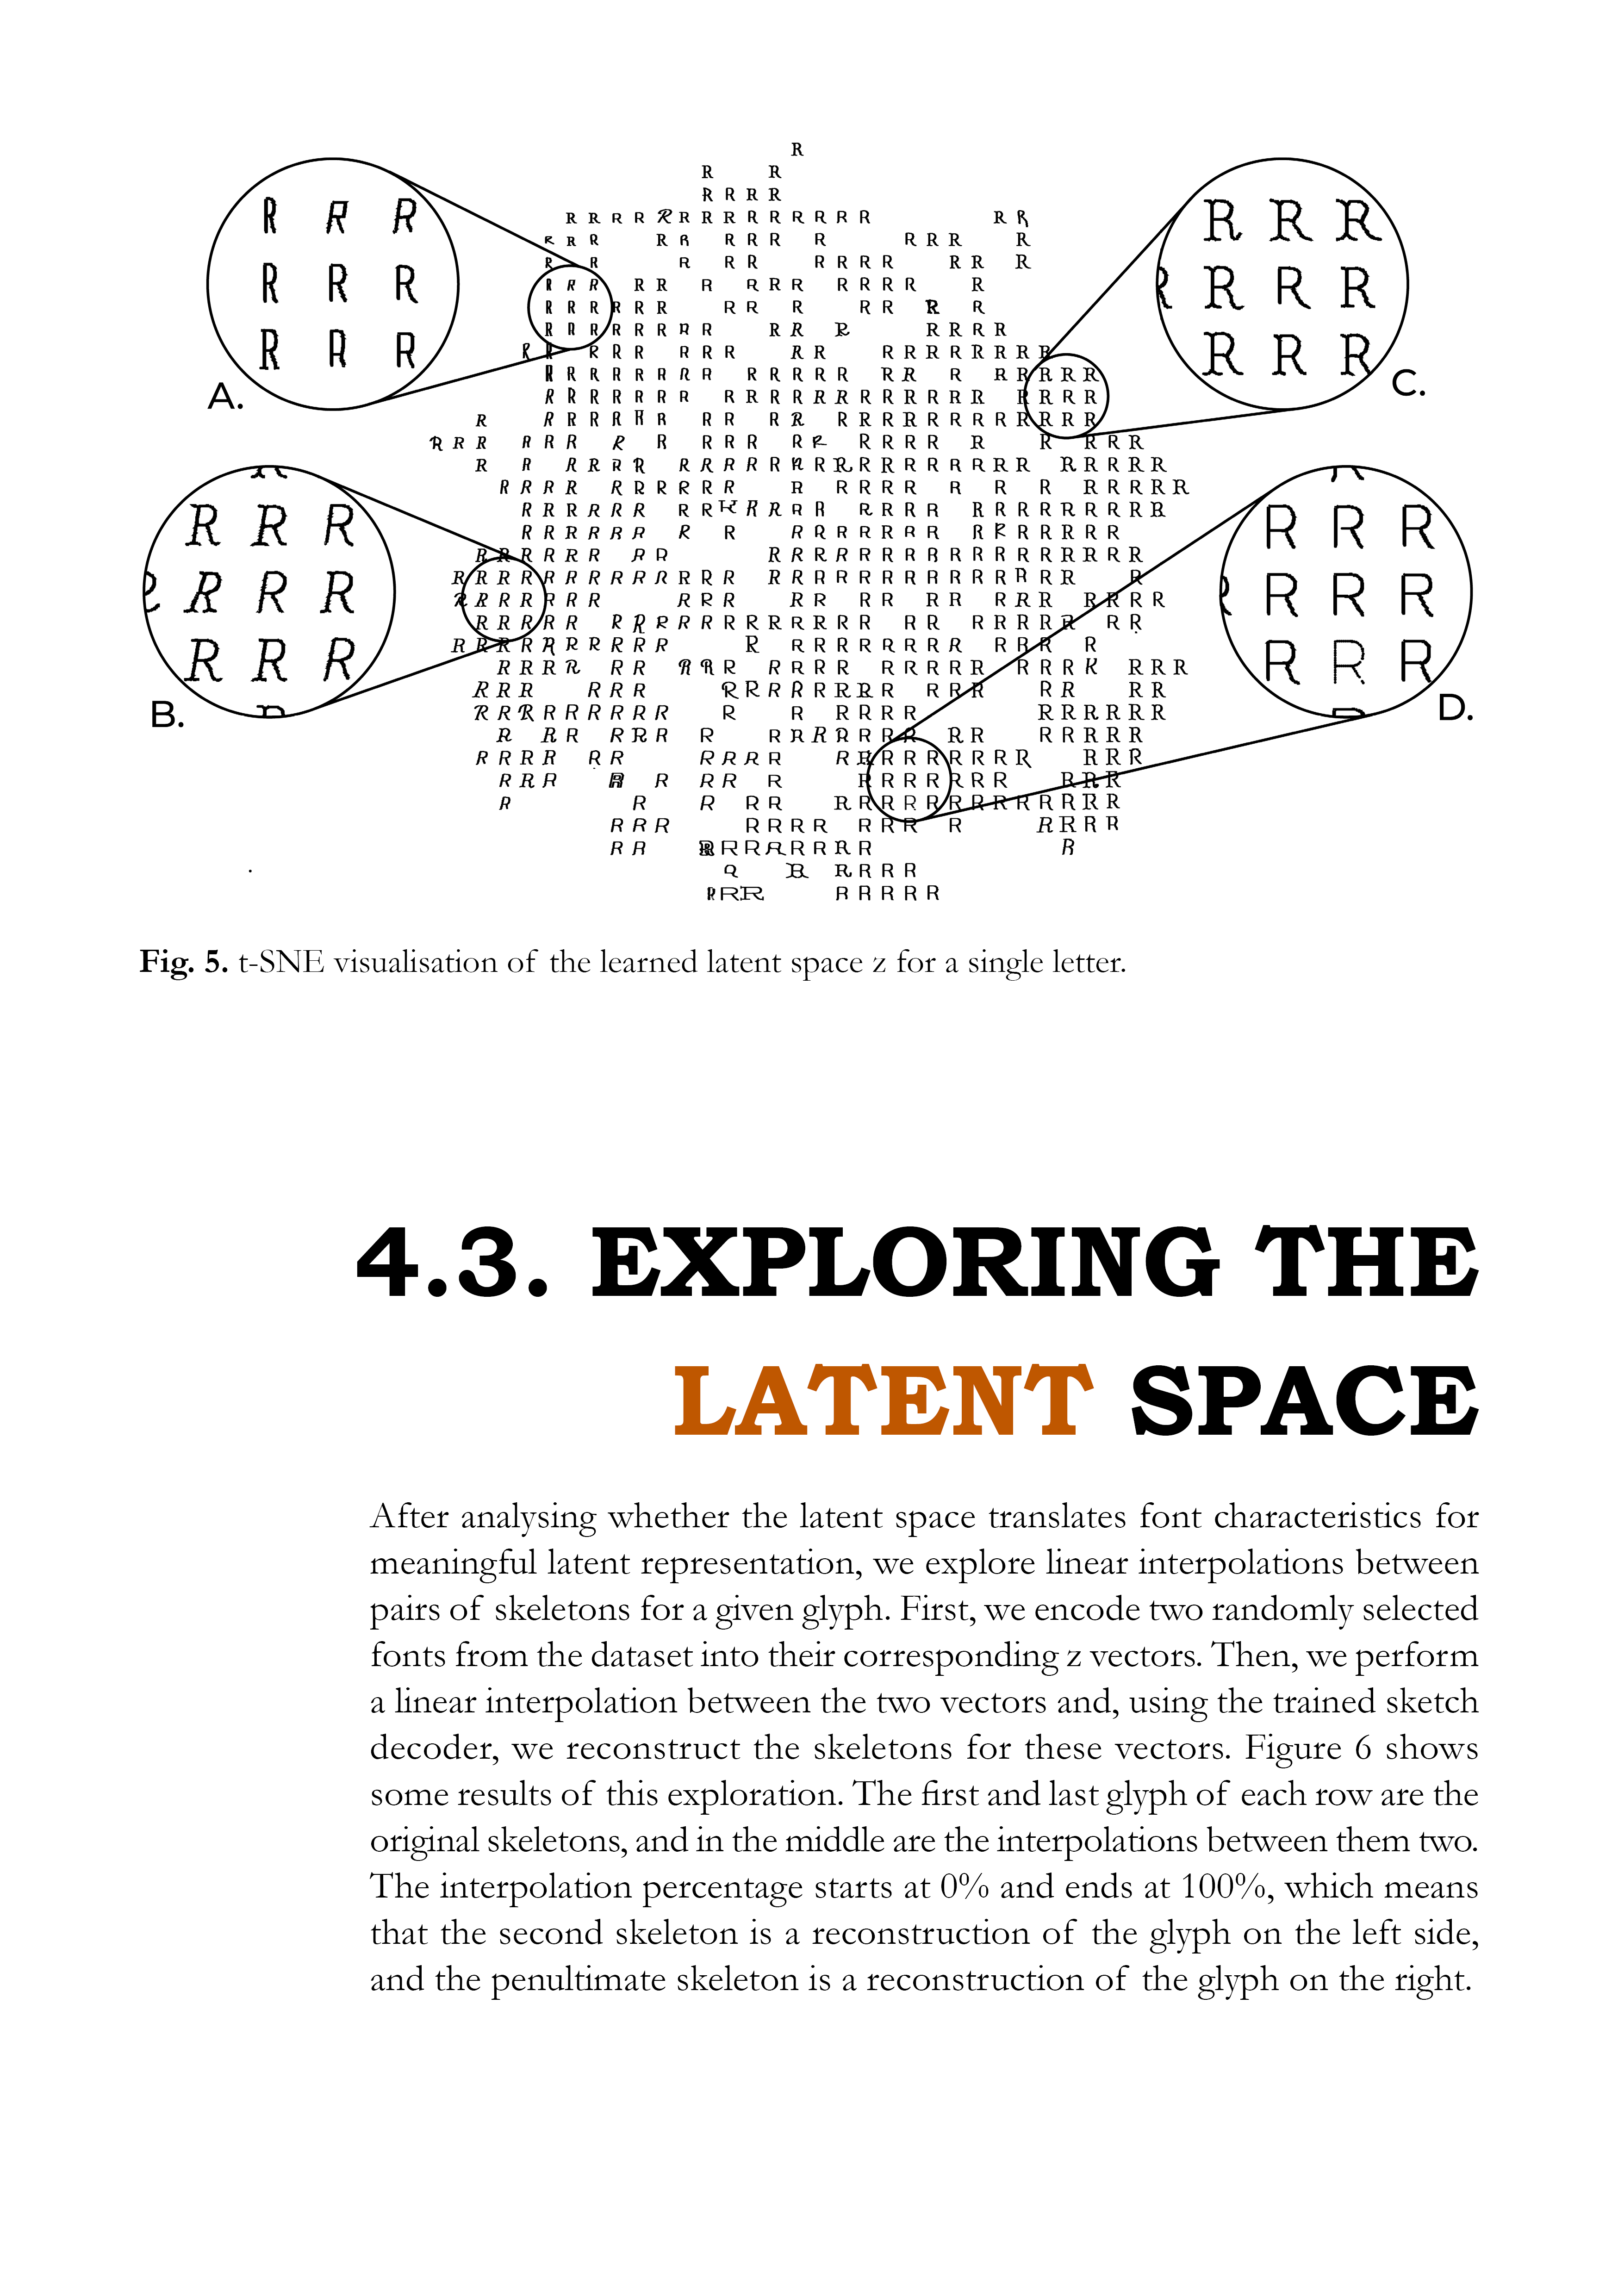 A.
B.
C.
D.
Fig. 5. t-SNE visualisation of the learned latent space z for a single letter.
4.3. EXPLORING THE
LATENT SPACE
After analysing whether the latent space translates font characteristics for
meaningful latent representation, we explore linear interpolations between
pairs of skeletons for a given glyph. First, we encode two randomly selected
fonts from the dataset into their corresponding z vectors. Then, we perform
a linear interpolation between the two vectors and, using the trained sketch
decoder, we reconstruct the skeletons for these vectors. Figure 6 shows
some results of this exploration. The first and last glyph of each row are the
original skeletons, and in the middle are the interpolations between them two.
The interpolation percentage starts at 0% and ends at 100%, which means
that the second skeleton is a reconstruction of the glyph on the left side,
and the penultimate skeleton is a reconstruction of the glyph on the right.